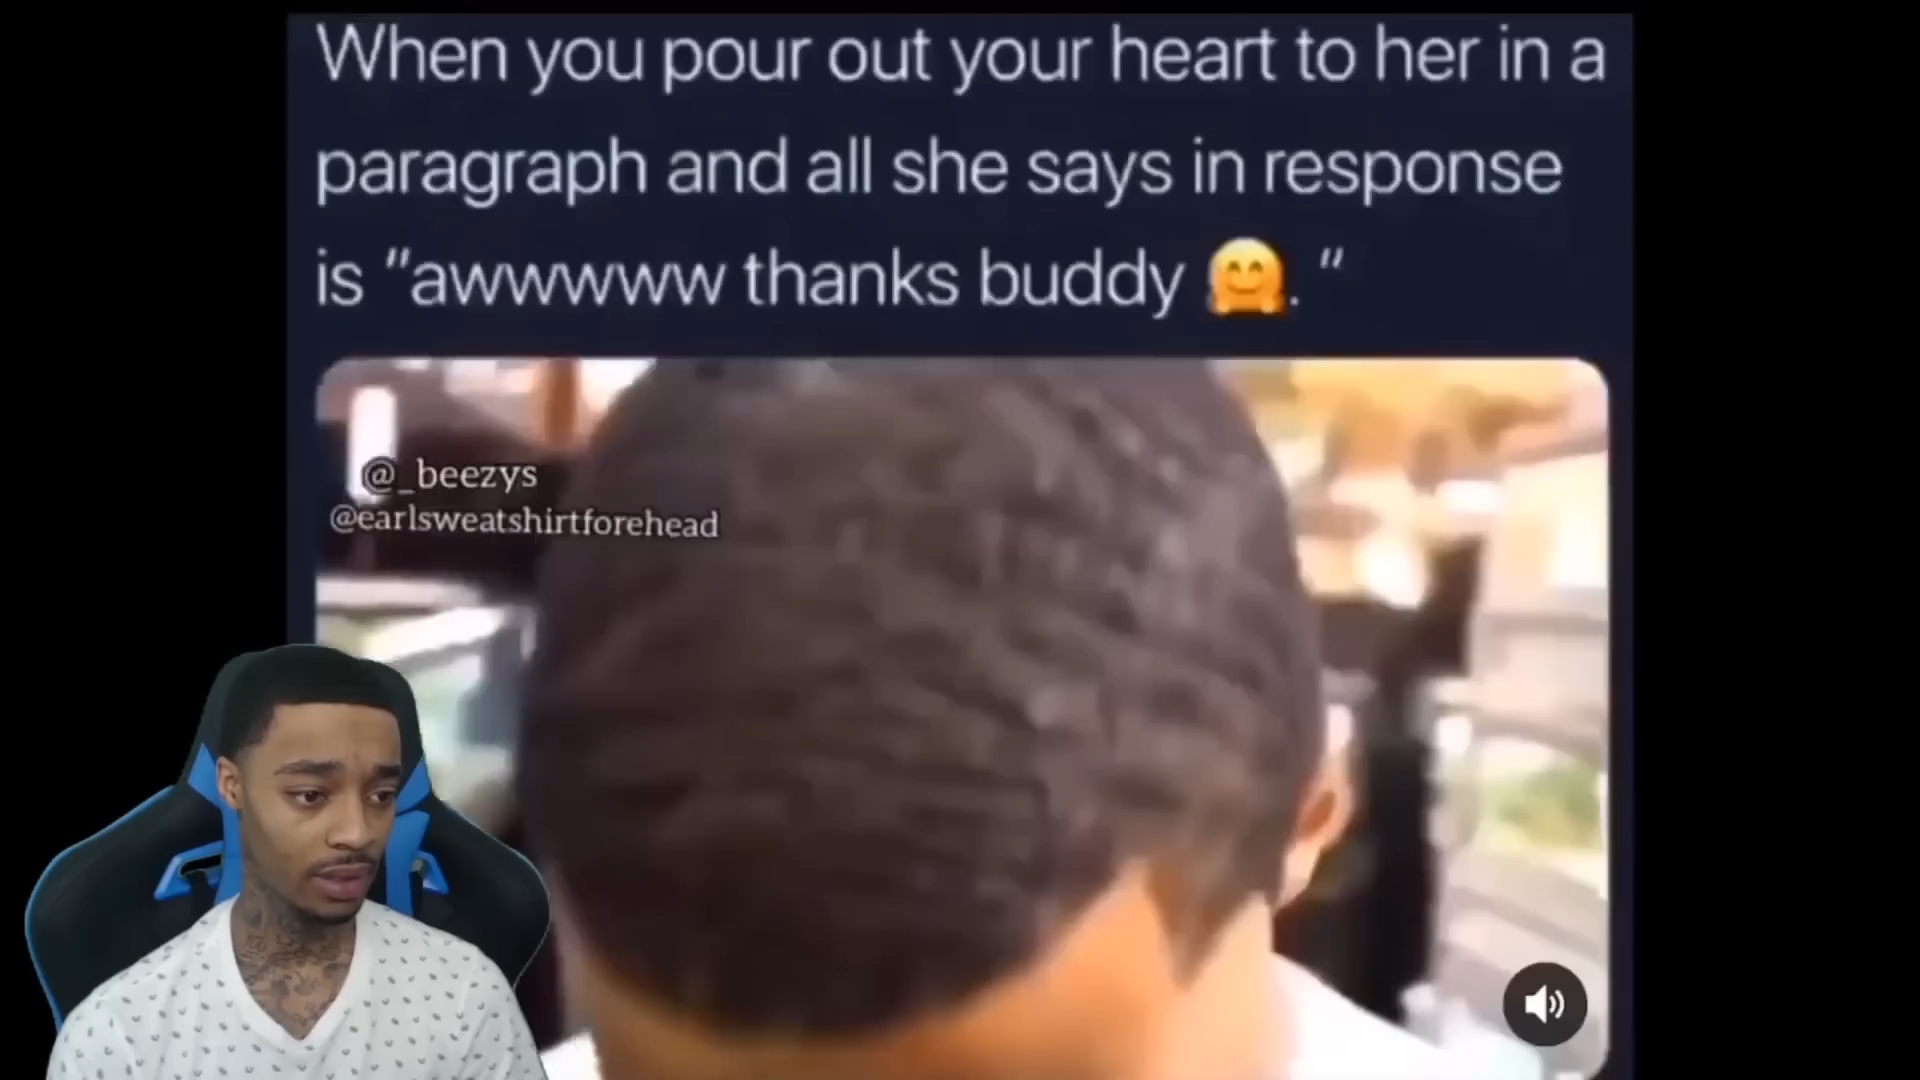 When you pour out your heart to her in a
paragraph and all she says in response
is "awwwww thanks buddy 🤗. "
@_beezys
@earlsweatshirtforehead